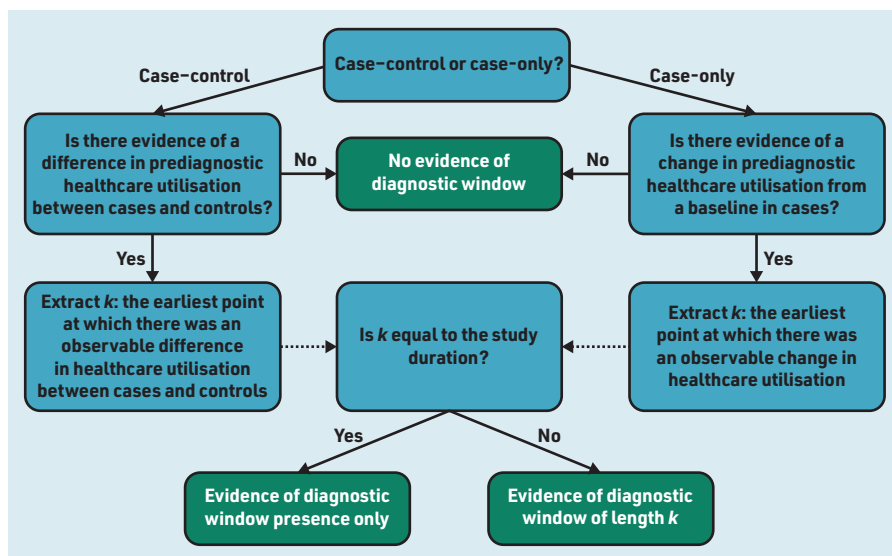 Case–control or case-only?
Case–control
Case-only
Is there evidence of a
difference in prediagnostic
healthcare utilisation
between cases and controls?
No
No evidence of
diagnostic window
No
Is there evidence of a
change in prediagnostic
healthcare utilisation from
a baseline in cases?
Yes
Yes
Extract k: the earliest point
at which there was an
observable difference
in healthcare utilisation
between cases and controls
Is k equal to the study
duration?
Extract k: the earliest
point at which there was
an observable change in
healthcare utilisation
Yes
No
Evidence of diagnostic
window presence only
Evidence of diagnostic
window of length k